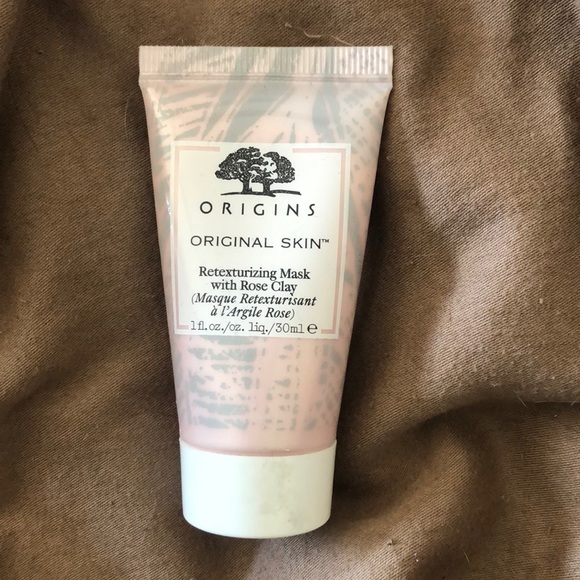 ORIGINS
ORIGINAL SKIN™
Retexturizing Mask
with Rose Clay
(Masque Retexturisant
à l'Argile Rose)
1 fl.oz./oz. liq./30ml ℮